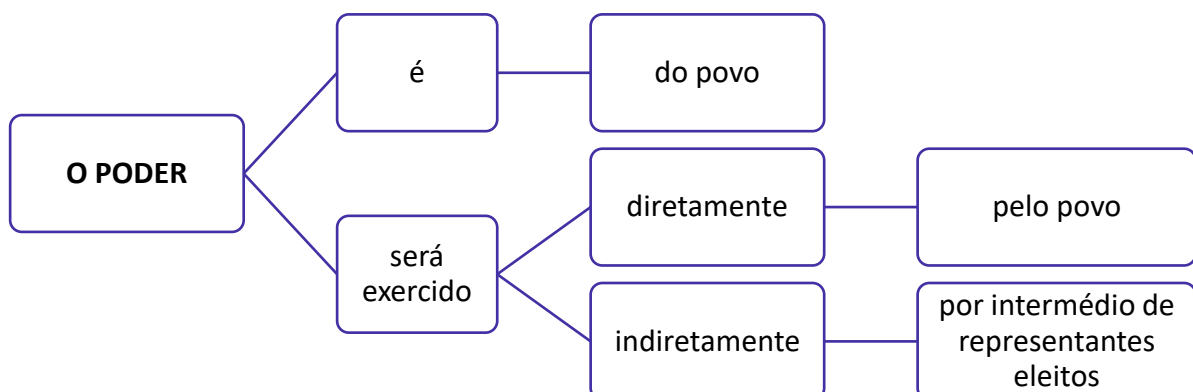 O PODER
é
do povo
será
exercido
diretamente
pelo povo
indiretamente
por intermédio de
representantes
eleitos